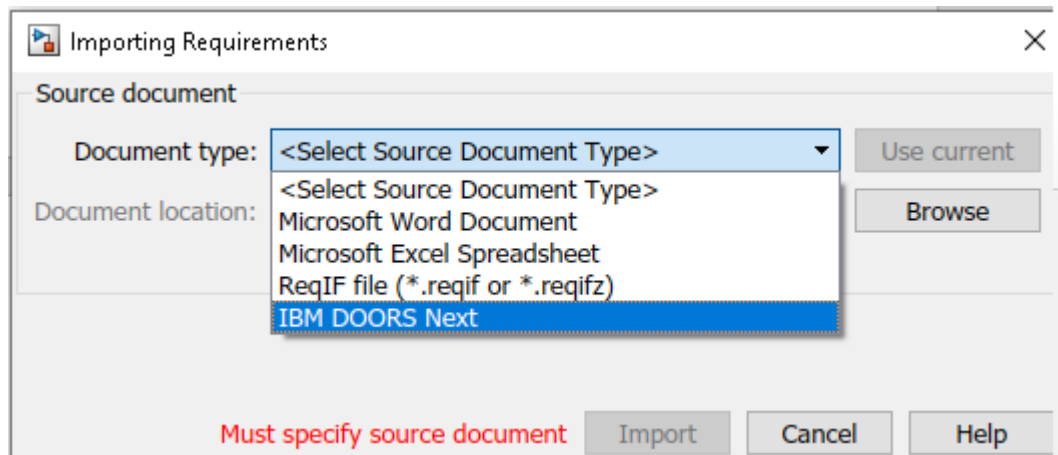 Importing Requirements
Source document
Document type: <Select Source Document Type> Use current
<Select Source Document Type>
Document location: Browse
Microsoft Word Document
Microsoft Excel Spreadsheet
ReqIF file (*.reqif or *.reqifz)
IBM DOORS Next
Must specify source document Import Cancel Help